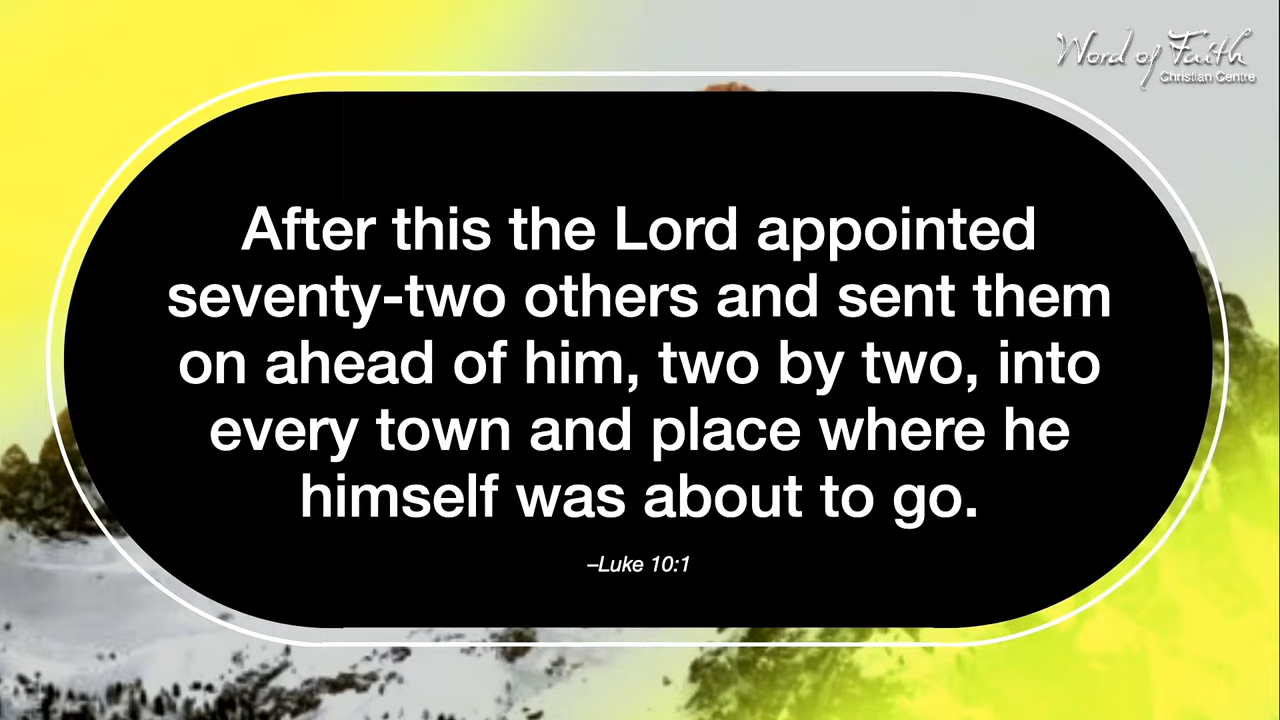 Word of Faith
Christian Centre
After this the Lord appointed
seventy-two others and sent them
on ahead of him, two by two, into
every town and place where he
himself was about to go.
–Luke 10:1